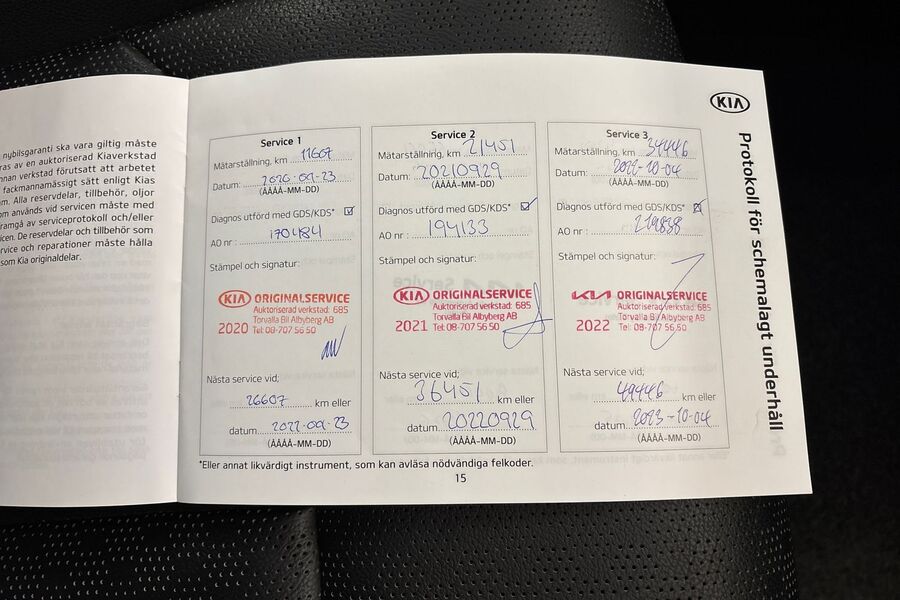 nybilsgaranti ska vara giltig måste
ras av en auktoriserad Kiaverkstad
nnan verkstad förutsatt att arbetet
fackmannamässigt sätt enligt Kias
m. Alla reservdelar, tillbehör, oljor
om används vid servicen måste med
framgå av serviceprotokoll och/eller
icen. De reservdelar och tillbehör som
rvice och reparationer måste hålla
som Kia originaldelar.
KIA
Protokoll för schemalagt underhåll
Service 1
Mätarställning, km 11607
Datum: 2020-09-23
(ÅÅÅÅ-MM-DD)
Diagnos utförd med GDS/KDS*
AO nr : 170484
Stämpel och signatur:
KIA ORIGINALSERVICE
Auktoriserad verkstad: 685
2020 Torvalla Bil Albyberg AB
Tel: 08-707 56 50
Nästa service vid;
26607 km eller
datum 2022-09-23
(ÅÅÅÅ-MM-DD)
Service 2
Mätarställning, km 21451
Datum: 20210929
(ÅÅÅÅ-MM-DD)
Diagnos utförd med GDS/KDS*
AO nr : 194133
Stämpel och signatur:
KIA ORIGINALSERVICE
Auktoriserad verkstad: 685
2021 Torvalla Bil Albyberg AB
Tel: 08-707 56 50
Nästa service vid;
36451 km eller
datum 20220929
(ÅÅÅÅ-MM-DD)
Service 3
Mätarställning, km 34446
Datum: 2022-10-04
(ÅÅÅÅ-MM-DD)
Diagnos utförd med GDS/KDS*
AO nr : 219838
Stämpel och signatur:
KIA ORIGINALSERVICE
Auktoriserad verkstad: 685
2022 Torvalla Bil Albyberg AB
Tel: 08-707 56 50
Nästa service vid;
49446 km eller
datum 2023-10-04
(ÅÅÅÅ-MM-DD)
*Eller annat likvärdigt instrument, som kan avläsa nödvändiga felkoder.
15